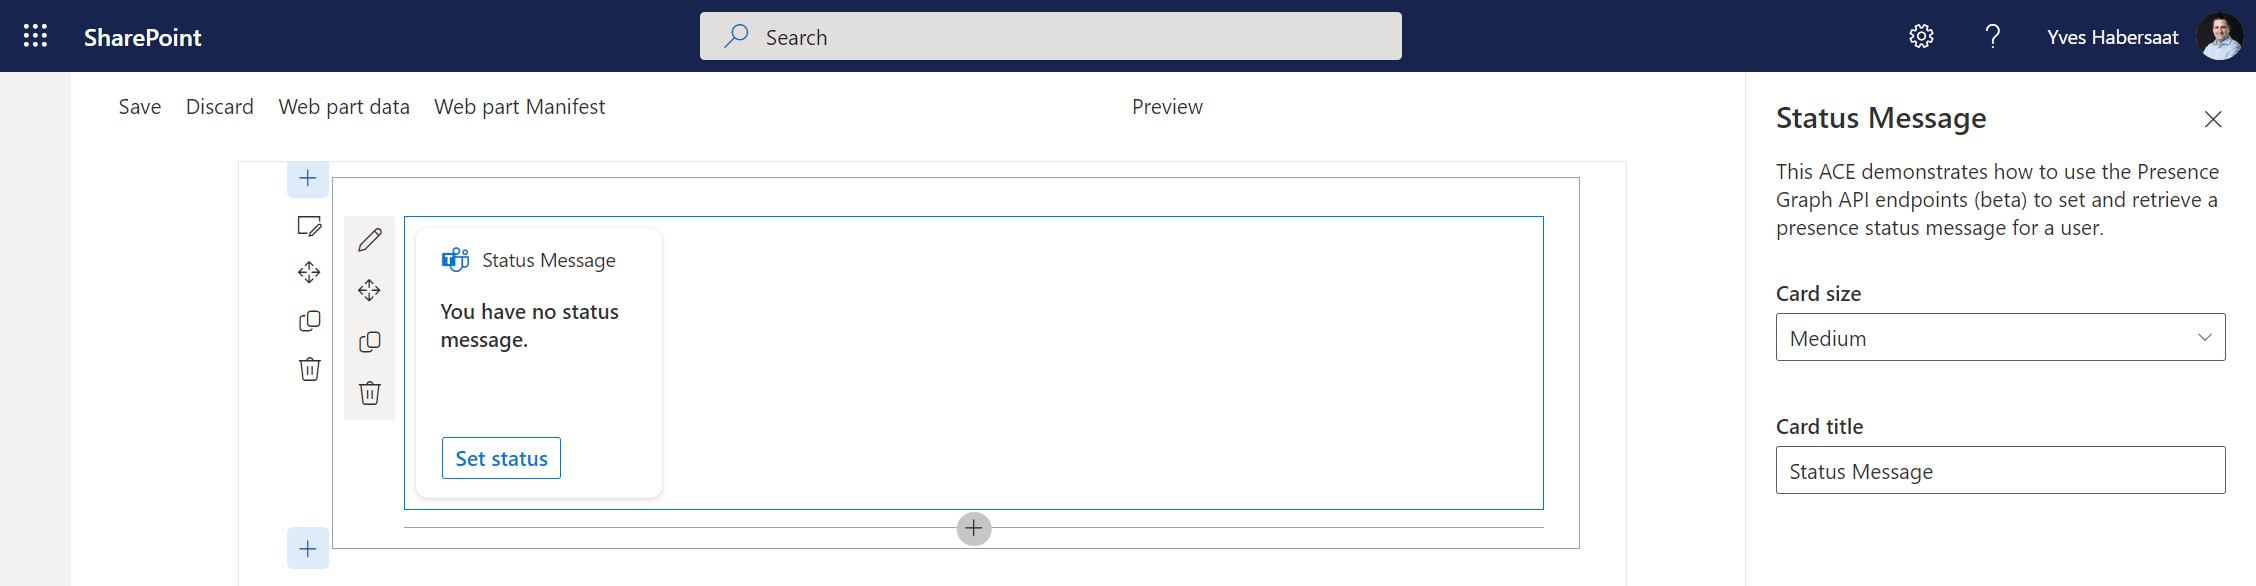 SharePoint
Search
Yves Habersaat
Save
Discard
Web part data
Web part Manifest
Preview
Status Message
You have no status
message.
Set status
Status Message
This ACE demonstrates how to use the Presence
Graph API endpoints (beta) to set and retrieve a
presence status message for a user.
Card size
Medium
Card title
Status Message